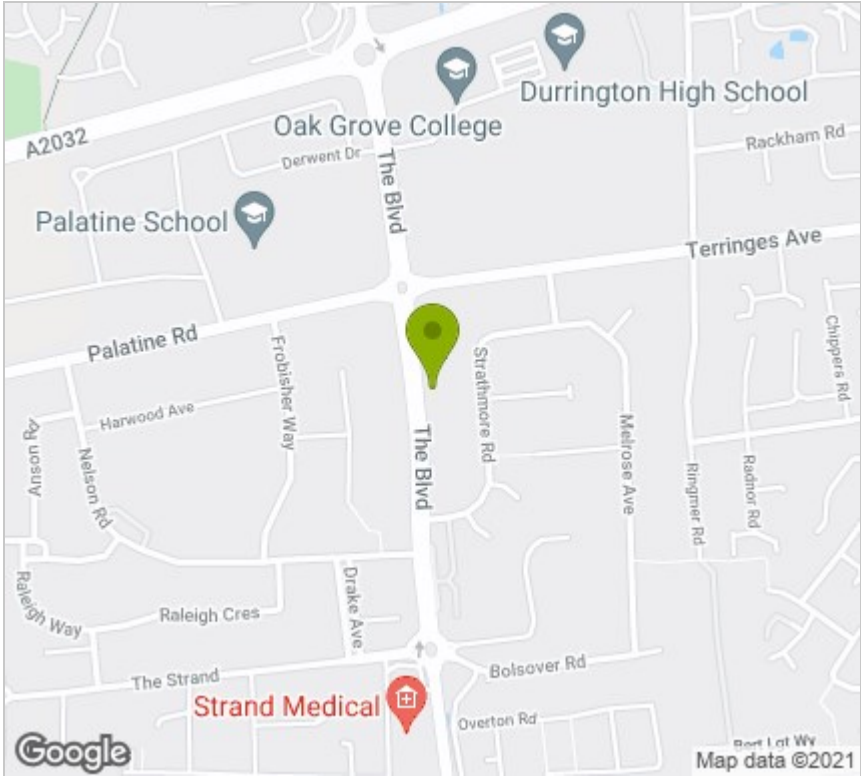 Durrington High School
Oak Grove College
A2032
Derwent Dr
Rackham Rd
The Blvd
Palatine School
Terringes Ave
Palatine Rd
Frobisher Way
Strathmore Rd
Chippers Rd
Harwood Ave
Melrose Ave
Anson Rd
Nelson Rd
The Blvd
Ringmer Rd
Radnor Rd
Raleigh Way
Drake Ave
Raleigh Cres
The Strand
Bolsover Rd
Strand Medical
Overton Rd
Bert Lot Wy
Google
Map data ©2021